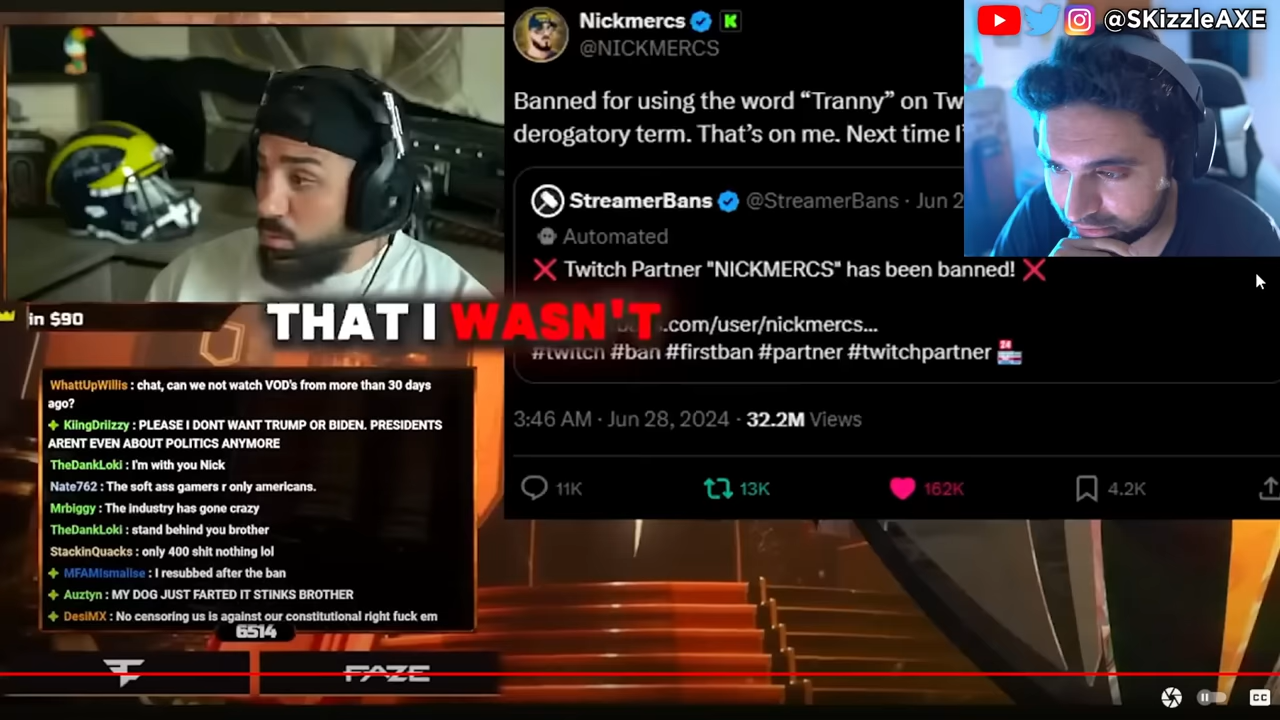 Nickmercs
@NICKMERCS
@SKizzleAXE
Banned for using the word “Tranny” on Tw
derogatory term. That’s on me. Next time I'
StreamerBans @StreamerBans · Jun 2
Automated
Twitch Partner "NICKMERCS" has been banned!
.com/user/nickmercs...
#twitch #ban #firstban #partner #twitchpartner
3:46 AM · Jun 28, 2024 · 32.2M Views
11K 13K 162K 4.2K
THAT I WASN'T
in $90
WhattUpWillis : chat, can we not watch VOD's from more than 30 days
ago?
KiingDrilzzy : PLEASE I DONT WANT TRUMP OR BIDEN. PRESIDENTS
ARENT EVEN ABOUT POLITICS ANYMORE
TheDankLoki : I'm with you Nick
Nate762 : The soft ass gamers r only americans.
Mrbiggy : The industry has gone crazy
TheDankLoki : stand behind you brother
StackinQuacks : only 400 shit nothing lol
MFAMIsmalise : I resubbed after the ban
Auztyn : MY DOG JUST FARTED IT STINKS BROTHER
DesiMX : No censoring us is against our constitutional right fuck em
6514
FAZE
CC